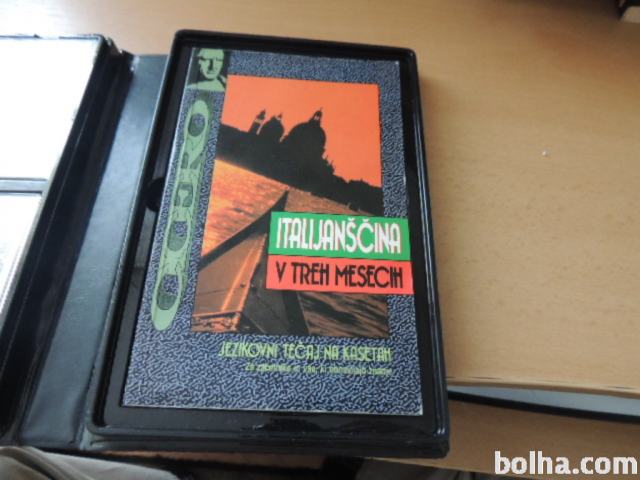 ITALIJANŠČINA
V TREH MESECIH
JEZIKOVNI TEČAJ NA KASETAH
bolha.com